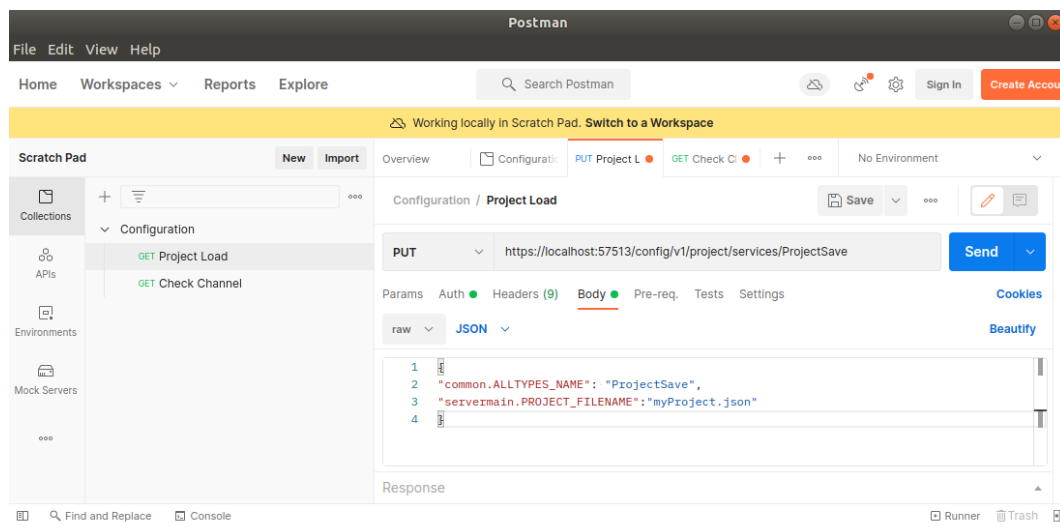 Postman
File Edit View Help
Home Workspaces Reports Explore Search Postman Sign In Create Accou
Working locally in Scratch Pad. Switch to a Workspace
Scratch Pad New Import Overview Configuratic PUT Project L GET Check Cl No Environment
Collections
Configuration / Project Load Save
Configuration
GET Project Load
GET Check Channel
APIs
Environments
Mock Servers
PUT https://localhost:57513/config/v1/project/services/ProjectSave Send
Params Auth Headers (9) Body Pre-req. Tests Settings Cookies
raw JSON Beautify
1 {
2 "common.ALLTYPES_NAME": "ProjectSave",
3 "servermain.PROJECT_FILENAME":"myProject.json"
4 }
Response
Find and Replace Console Runner Trash